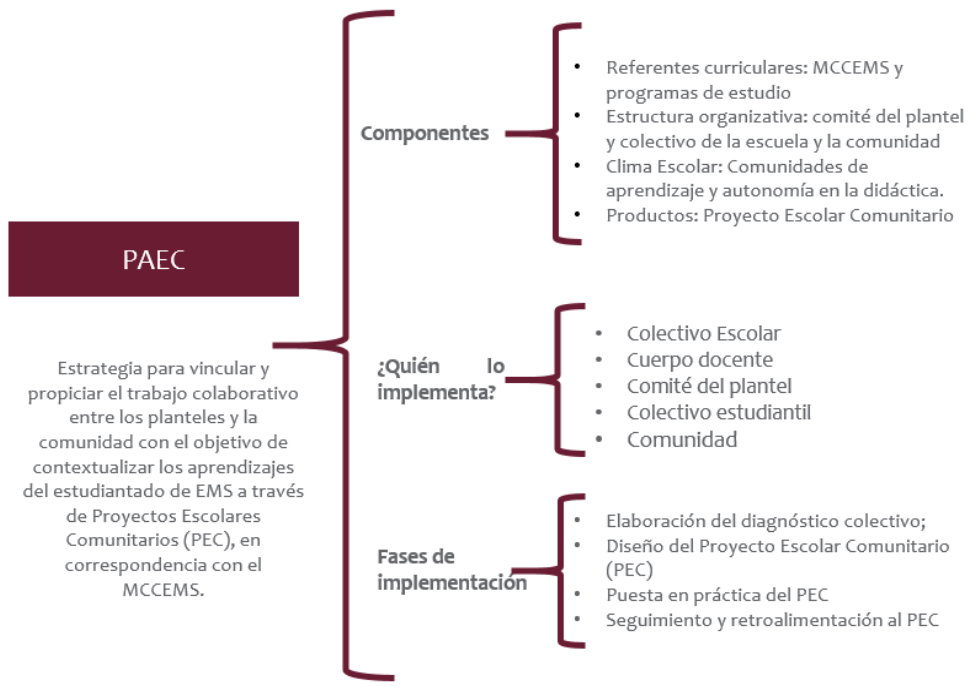 PAEC
Estrategia para vincular y
propiciar el trabajo colaborativo
entre los planteles y la
comunidad con el objetivo de
contextualizar los aprendizajes
del estudiantado de EMS a través
de Proyectos Escolares
Comunitarios (PEC), en
correspondencia con el
MCCEMS.
Componentes
• Referentes curriculares: MCCEMS y
programas de estudio
• Estructura organizativa: comité del plantel
y colectivo de la escuela y la comunidad
• Clima Escolar: Comunidades de
aprendizaje y autonomía en la didáctica.
• Productos: Proyecto Escolar Comunitario
¿Quién lo
implementa?
• Colectivo Escolar
• Cuerpo docente
• Comité del plantel
• Colectivo estudiantil
• Comunidad
Fases de
implementación
• Elaboración del diagnóstico colectivo;
• Diseño del Proyecto Escolar Comunitario
(PEC)
• Puesta en práctica del PEC
• Seguimiento y retroalimentación al PEC